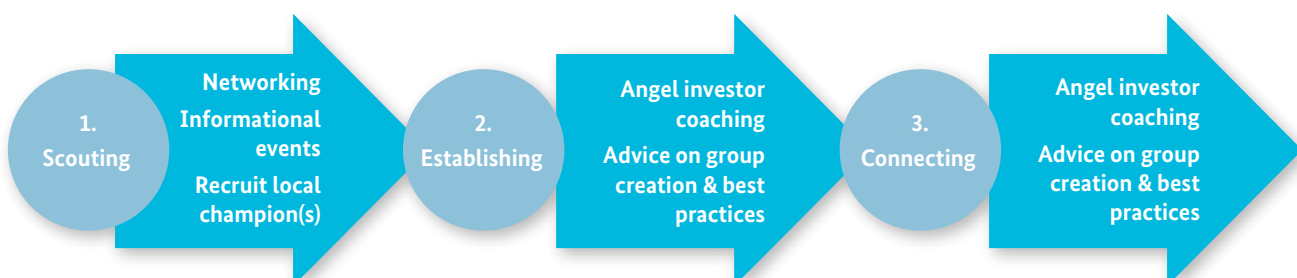 1.
Scouting
Networking
Informational
events
Recruit local
champion(s)
2.
Establishing
Angel investor
coaching
Advice on group
creation & best
practices
3.
Connecting
Angel investor
coaching
Advice on group
creation & best
practices